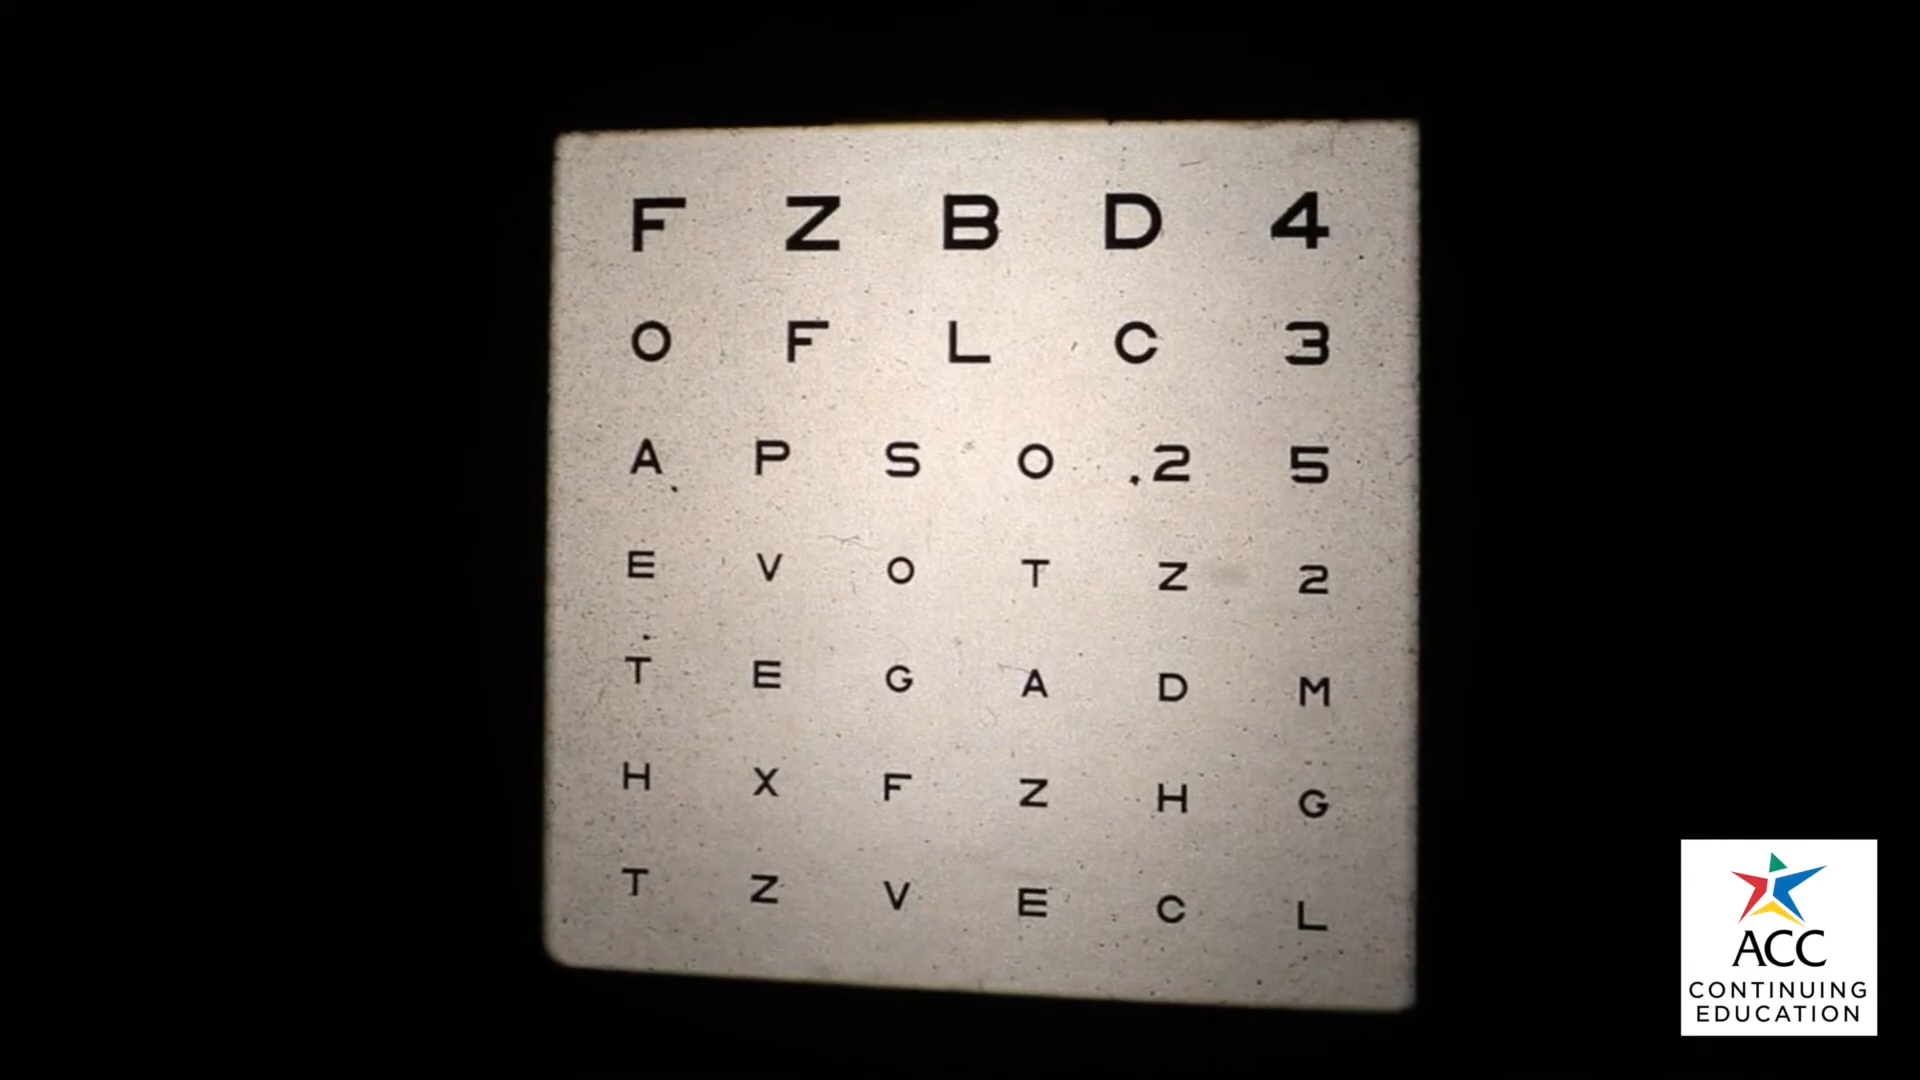 F Z B D 4
O F L C 3
A P S O .2 5
E V O T Z 2
T E G A D M
H X F Z H G
T Z V E C L
ACC
CONTINUING
EDUCATION